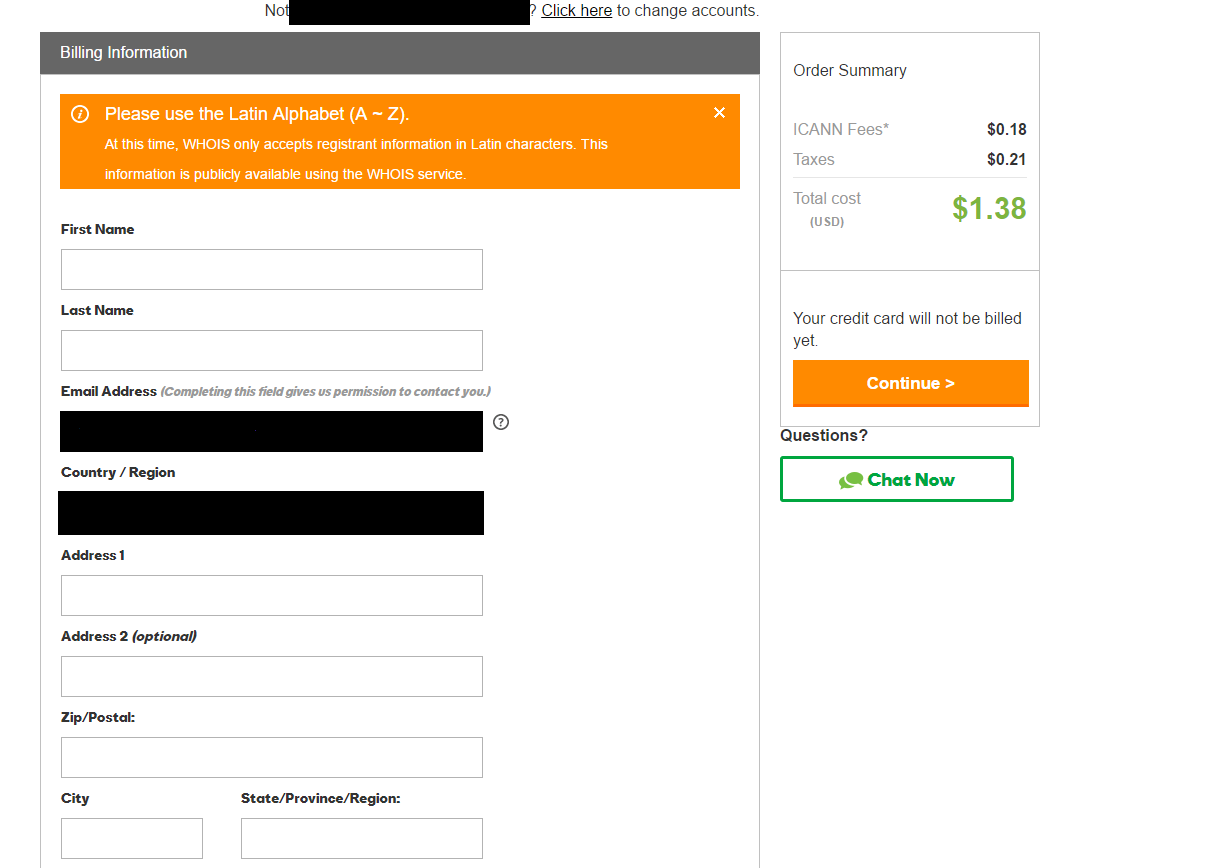 Not ? Click here to change accounts.
Billing Information
Please use the Latin Alphabet (A ~ Z).
At this time, WHOIS only accepts registrant information in Latin characters. This
information is publicly available using the WHOIS service.
First Name
Last Name
Email Address (Completing this field gives us permission to contact you.)
Country / Region
Address 1
Address 2 (optional)
Zip/Postal:
City State/Province/Region:
Order Summary
ICANN Fees* $0.18
Taxes $0.21
Total cost $1.38
(USD)
Your credit card will not be billed
yet.
Continue >
Questions?
Chat Now